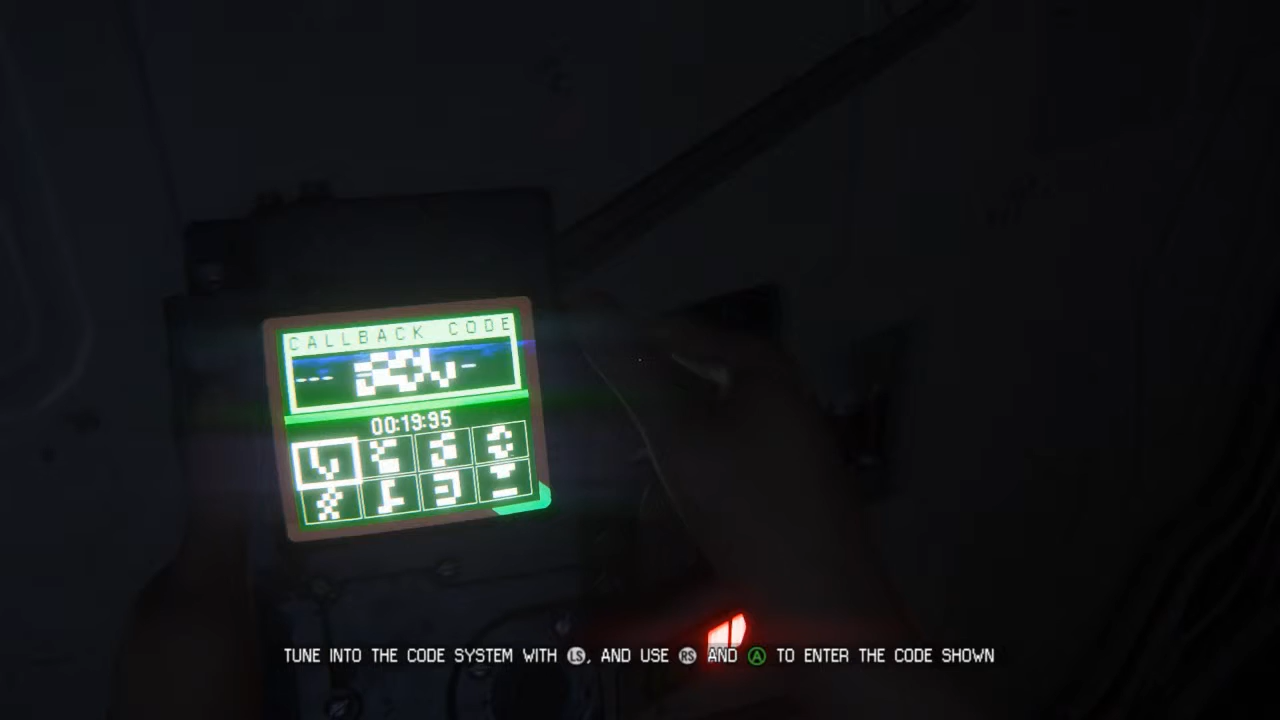 CALLBACK CODE
00:19:95
TUNE INTO THE CODE SYSTEM WITH LS, AND USE RS AND A TO ENTER THE CODE SHOWN